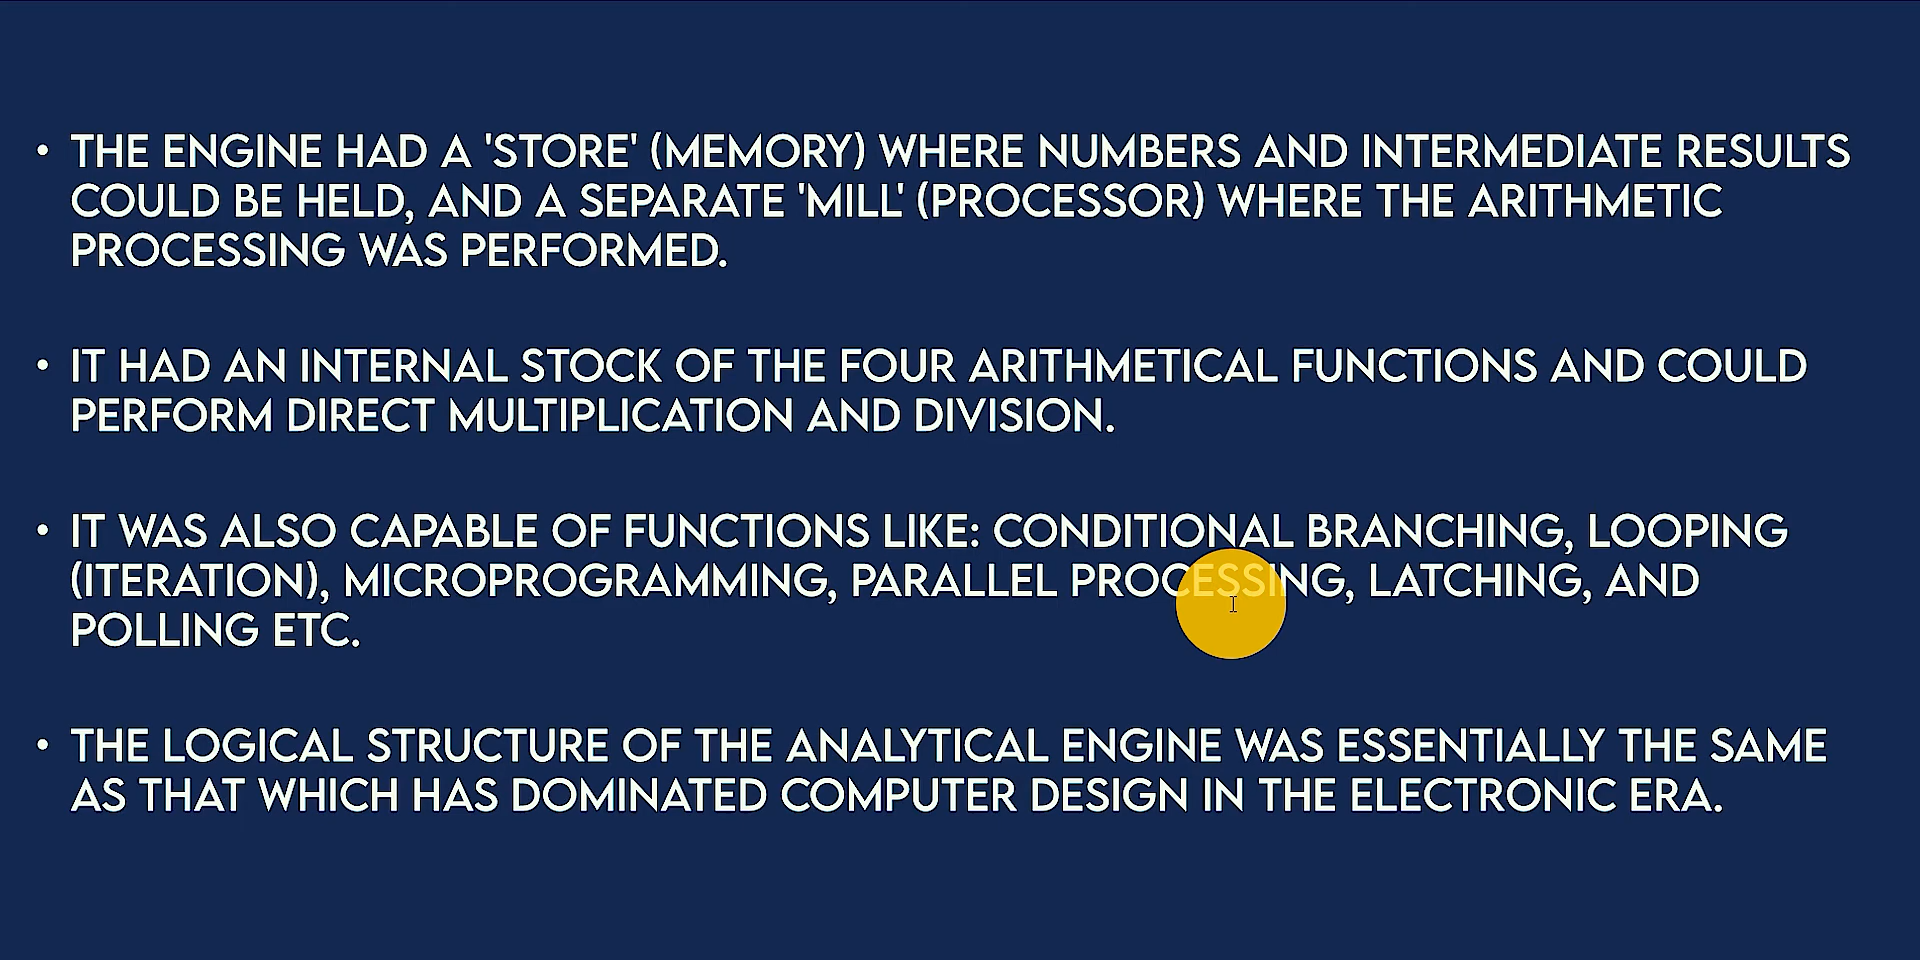 • THE ENGINE HAD A 'STORE' (MEMORY) WHERE NUMBERS AND INTERMEDIATE RESULTS
COULD BE HELD, AND A SEPARATE 'MILL' (PROCESSOR) WHERE THE ARITHMETIC
PROCESSING WAS PERFORMED.
• IT HAD AN INTERNAL STOCK OF THE FOUR ARITHMETICAL FUNCTIONS AND COULD
PERFORM DIRECT MULTIPLICATION AND DIVISION.
• IT WAS ALSO CAPABLE OF FUNCTIONS LIKE: CONDITIONAL BRANCHING, LOOPING
(ITERATION), MICROPROGRAMMING, PARALLEL PROCESSING, LATCHING, AND
POLLING ETC.
• THE LOGICAL STRUCTURE OF THE ANALYTICAL ENGINE WAS ESSENTIALLY THE SAME
AS THAT WHICH HAS DOMINATED COMPUTER DESIGN IN THE ELECTRONIC ERA.